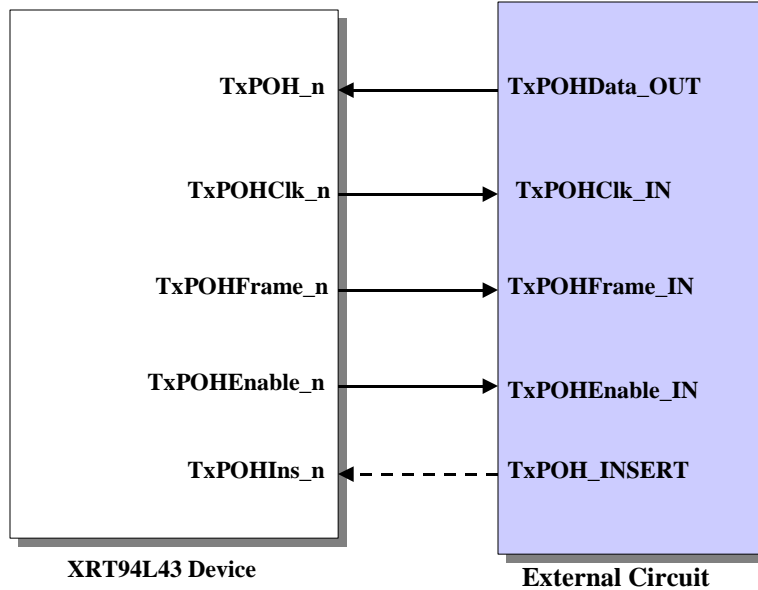 TxPOH_n TxPOHData_OUT
TxPOHClk_n TxPOHClk_IN
TxPOHFrame_n TxPOHFrame_IN
TxPOHEnable_n TxPOHEnable_IN
TxPOHIns_n TxPOH_INSERT
XRT94L43 Device External Circuit